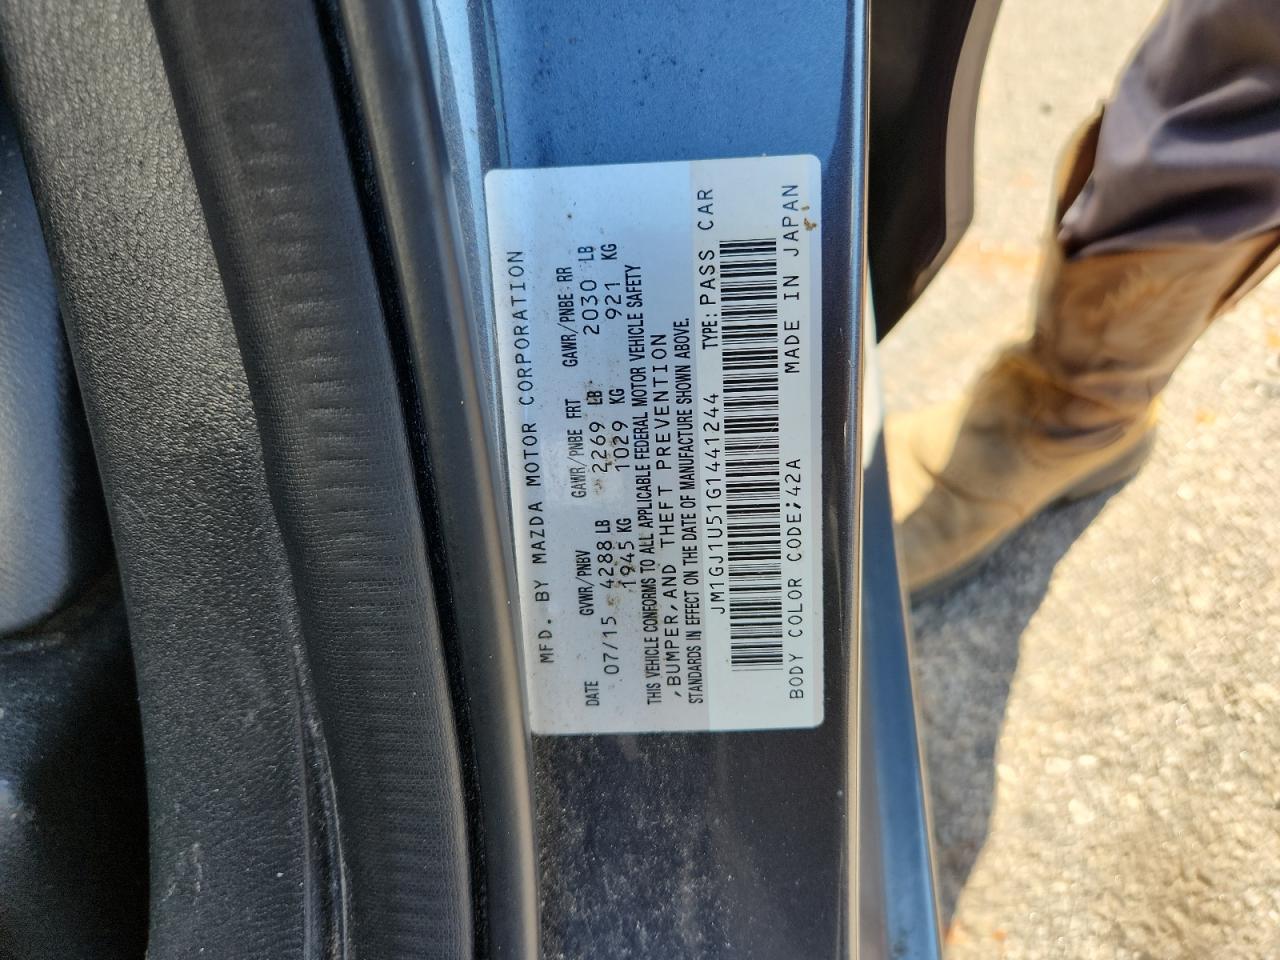 MFD. BY MAZDA MOTOR CORPORATION
GVWR/PNBV GAWR/PNBE FRT GAWR/PNBE RR
DATE 07/15 4288 LB 2269 LB 2030 LB
1945 KG 1029 KG 921 KG
THIS VEHICLE CONFORMS TO ALL APPLICABLE FEDERAL MOTOR VEHICLE SAFETY
,BUMPER,AND THEFT PREVENTION
STANDARDS IN EFFECT ON THE DATE OF MANUFACTURE SHOWN ABOVE.
JM1GJ1U51G1441244 TYPE: PASS CAR
BODY COLOR CODE;42A MADE IN JAPAN